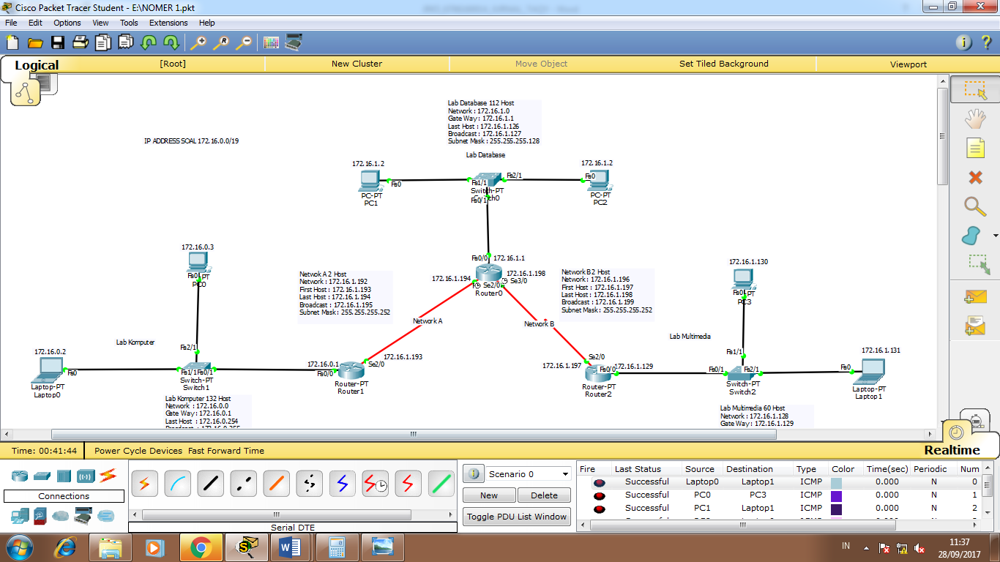 Cisco Packet Tracer Student - E:\NOMER 1.pkt
File Edit Options View Tools Extensions Help
Logical
[Root]
New Cluster
Move Object
Set Tiled Background
Viewport
IP ADDRESS SOAL 172.16.0.0/19
Lab Database 112 Host
Network : 172.16.1.0
Gate Way : 172.16.1.1
Last Host : 172.16.1.126
Broadcast : 172.16.1.127
Subnet Mask : 255.255.255.128
Lab Database
172.16.1.2
Fa0
PC-PT
PC1
Fa1/1
Fa2/1
Switch-PT
Fa0/1
172.16.1.2
Fa0
PC-PT
PC2
172.16.0.3
PC0
Fa2/1
Netwok A 2 Host
Network : 172.16.1.192
First Host : 172.16.1.193
Last Host : 172.16.1.194
Broadcast : 172.16.1.195
Subnet Mask : 255.255.255.252
Fa0/0
172.16.1.1
172.16.1.194
172.16.1.198
Se2/0
Se3/0
Router0
Network B 2 Host
Network : 172.16.1.196
First Host : 172.16.1.197
Last Host : 172.16.1.198
Broadcast : 172.16.1.199
Subnet Mask : 255.255.255.252
172.16.1.130
PC3
Fa1/1
Network A
Network B
Lab Komputer
Lab Multimedia
172.16.0.2
Fa0
Laptop-PT
Laptop0
Fa1/1
Fa0/1
Switch-PT
Switch1
172.16.0.1
Fa0/0
172.16.1.193
Se2/0
Router-PT
Router1
172.16.1.197
Se2/0
Fa0/0
172.16.1.129
Router-PT
Router2
Fa0/1
Fa2/1
Switch-PT
Switch2
172.16.1.131
Fa0
Laptop-PT
Laptop1
Lab Komputer 132 Host
Network : 172.16.0.0
Gate Way : 172.16.0.1
Last Host : 172.16.0.254
Lab Multimedia 60 Host
Network : 172.16.1.128
Gate Way : 172.16.1.129
Time: 00:41:44
Power Cycle Devices Fast Forward Time
Realtime
Connections
Serial DTE
Scenario 0
New
Delete
Toggle PDU List Window
Fire Last Status Source Destination Type Color Time(sec) Periodic Num
Successful Laptop0 Laptop1 ICMP 0.000 N 0
Successful PC0 PC3 ICMP 0.000 N 1
Successful PC1 Laptop1 ICMP 0.000 N 2
IN
11:37
28/09/2017